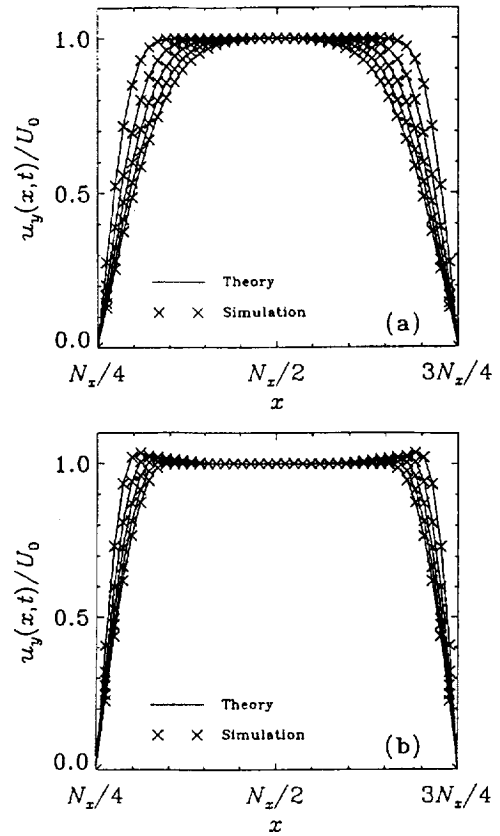 1.0
0.5
0.0
u_y(x,t)/U_0
Theory
× × Simulation
(a)
N_x/4 N_x/2 3N_x/4
x
1.0
0.5
0.0
u_y(x,t)/U_0
Theory
× × Simulation
(b)
N_x/4 N_x/2 3N_x/4
x